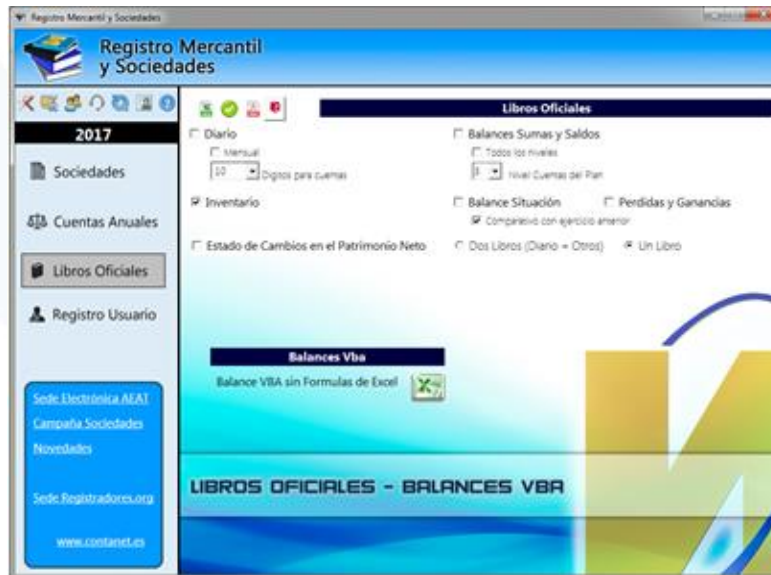 Registro Mercantil y Sociedades
Registro Mercantil
y Sociedades
2017
Sociedades
Cuentas Anuales
Libros Oficiales
Registro Usuario
Sede Electrónica AEAT
Campaña Sociedades
Novedades
Sede Registradores.org
www.contanet.es
Libros Oficiales
Diario
Mensual
10 Digitos para cuentas
Balances Sumas y Saldos
Todos los niveles
3 Nivel Cuentas del Plan
Inventario
Balance Situación Perdidas y Ganancias
Comparativo con ejercicio anterior
Estado de Cambios en el Patrimonio Neto
Dos Libros (Diario + Otros) Un Libro
Balances Vba
Balance VBA sin Formulas de Excel
LIBROS OFICIALES - BALANCES VBA